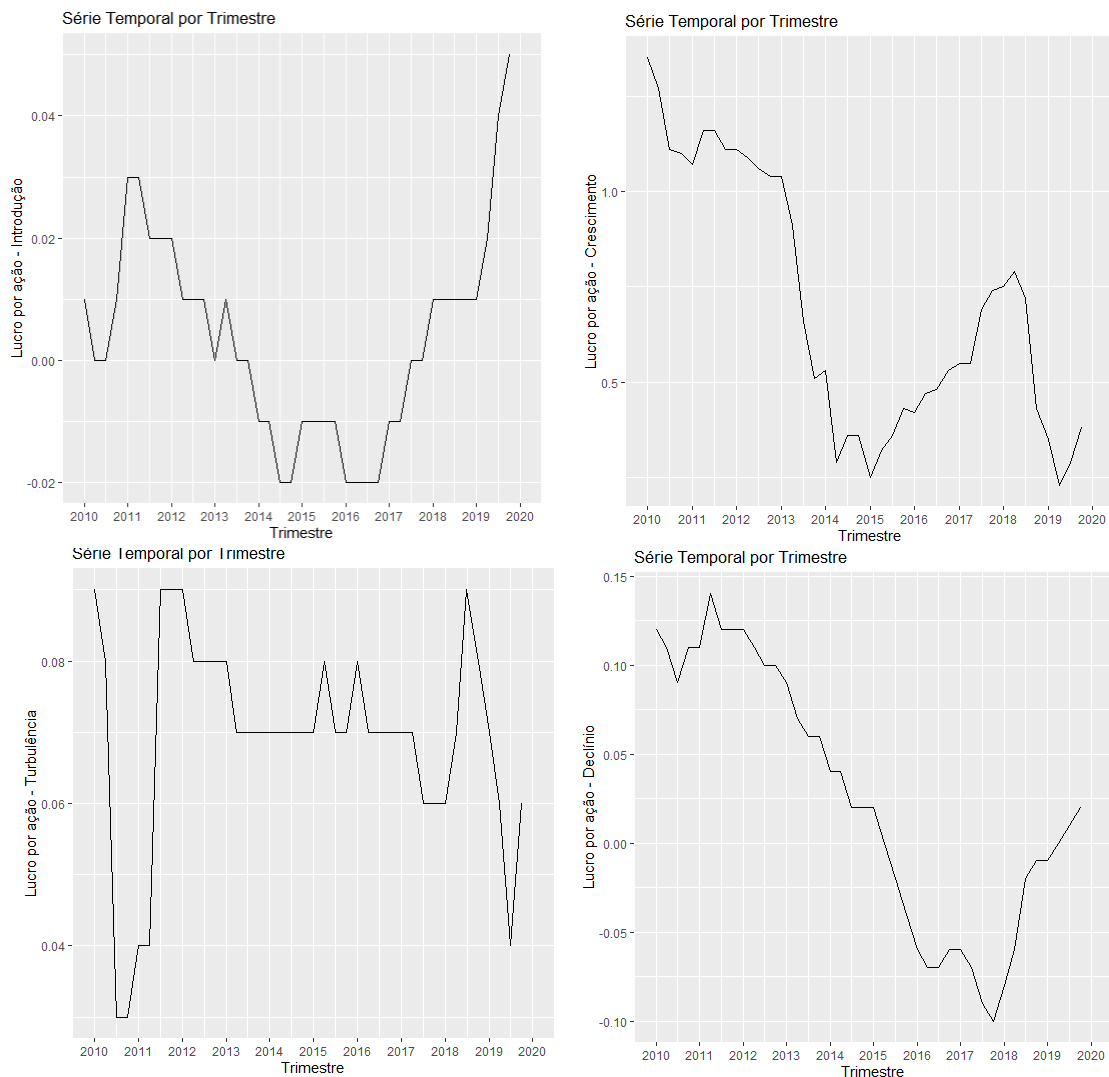 Série Temporal por Trimestre
Lucro por ação - Introdução
0.04
0.02
0.00
-0.02
2010 2011 2012 2013 2014 2015 2016 2017 2018 2019 2020
Trimestre
Série Temporal por Trimestre
Lucro por ação - Crescimento
1.0
0.5
2010 2011 2012 2013 2014 2015 2016 2017 2018 2019 2020
Trimestre
Série Temporal por Trimestre
Lucro por ação - Turbulência
0.08
0.06
0.04
2010 2011 2012 2013 2014 2015 2016 2017 2018 2019 2020
Trimestre
Série Temporal por Trimestre
Lucro por ação - Declínio
0.15
0.10
0.05
0.00
-0.05
-0.10
2010 2011 2012 2013 2014 2015 2016 2017 2018 2019 2020
Trimestre